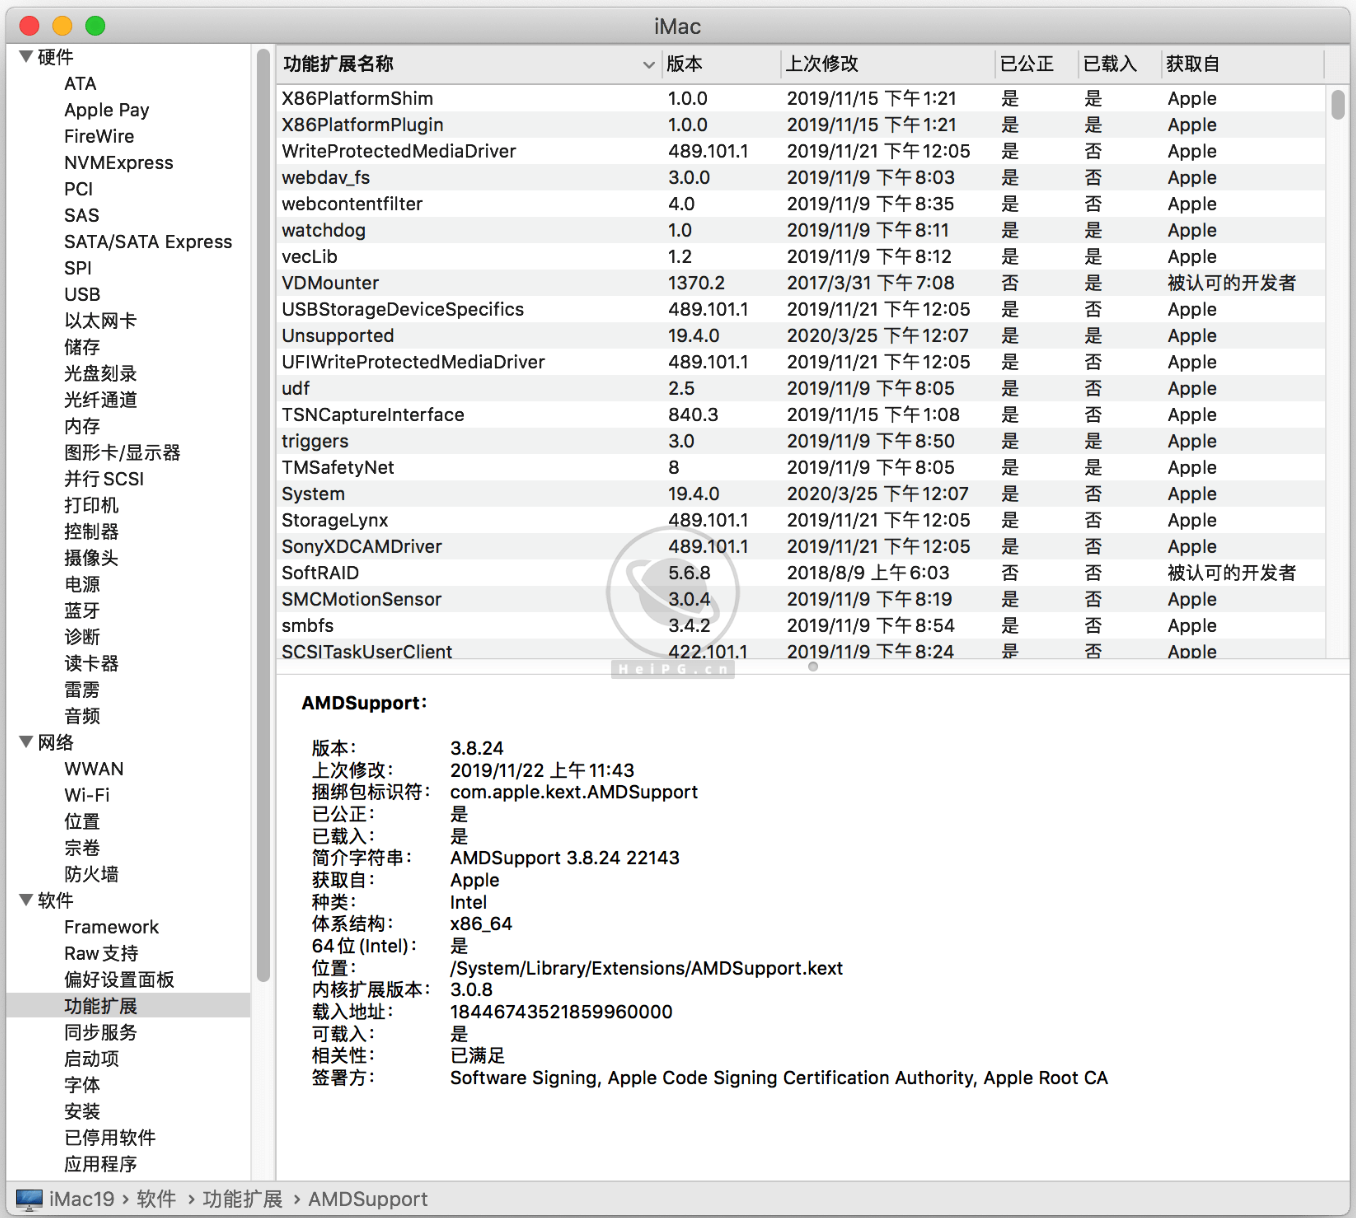 iMac
硬件
ATA
Apple Pay
FireWire
NVMExpress
PCI
SAS
SATA/SATA Express
SPI
USB
以太网卡
储存
光盘刻录
光纤通道
内存
图形卡/显示器
并行 SCSI
打印机
控制器
摄像头
电源
蓝牙
诊断
读卡器
雷雳
音频
网络
WWAN
Wi-Fi
位置
宗卷
防火墙
软件
Framework
Raw 支持
偏好设置面板
功能扩展
同步服务
启动项
字体
安装
已停用软件
应用程序
功能扩展名称 版本 上次修改 已公正 已载入 获取自
X86PlatformShim 1.0.0 2019/11/15 下午1:21 是 是 Apple
X86PlatformPlugin 1.0.0 2019/11/15 下午1:21 是 是 Apple
WriteProtectedMediaDriver 489.101.1 2019/11/21 下午12:05 是 否 Apple
webdav_fs 3.0.0 2019/11/9 下午8:03 是 否 Apple
webcontentfilter 4.0 2019/11/9 下午8:35 是 否 Apple
watchdog 1.0 2019/11/9 下午8:11 是 是 Apple
vecLib 1.2 2019/11/9 下午8:12 是 是 Apple
VDMounter 1370.2 2017/3/31 下午7:08 否 是 被认可的开发者
USBStorageDeviceSpecifics 489.101.1 2019/11/21 下午12:05 是 否 Apple
Unsupported 19.4.0 2020/3/25 下午12:07 是 是 Apple
UFIWriteProtectedMediaDriver 489.101.1 2019/11/21 下午12:05 是 否 Apple
udf 2.5 2019/11/9 下午8:05 是 否 Apple
TSNCaptureInterface 840.3 2019/11/15 下午1:08 是 否 Apple
triggers 3.0 2019/11/9 下午8:50 是 是 Apple
TMSafetyNet 8 2019/11/9 下午8:05 是 是 Apple
System 19.4.0 2020/3/25 下午12:07 是 否 Apple
StorageLynx 489.101.1 2019/11/21 下午12:05 是 否 Apple
SonyXDCAMDriver 489.101.1 2019/11/21 下午12:05 是 否 Apple
SoftRAID 5.6.8 2018/8/9 上午6:03 否 否 被认可的开发者
SMCMotionSensor 3.0.4 2019/11/9 下午8:19 是 否 Apple
smbfs 3.4.2 2019/11/9 下午8:54 是 否 Apple
SCSITaskUserClient 422.101.1 2019/11/9 下午8:24 是 否 Apple
HeiPG.cn
AMDSupport：
版本： 3.8.24
上次修改： 2019/11/22 上午11:43
捆绑包标识符： com.apple.kext.AMDSupport
已公正： 是
已载入： 是
简介字符串： AMDSupport 3.8.24 22143
获取自： Apple
种类： Intel
体系结构： x86_64
64位 (Intel)： 是
位置： /System/Library/Extensions/AMDSupport.kext
内核扩展版本： 3.0.8
载入地址： 18446743521859960000
可载入： 是
相关性： 已满足
签署方： Software Signing, Apple Code Signing Certification Authority, Apple Root CA
iMac19 › 软件 › 功能扩展 › AMDSupport